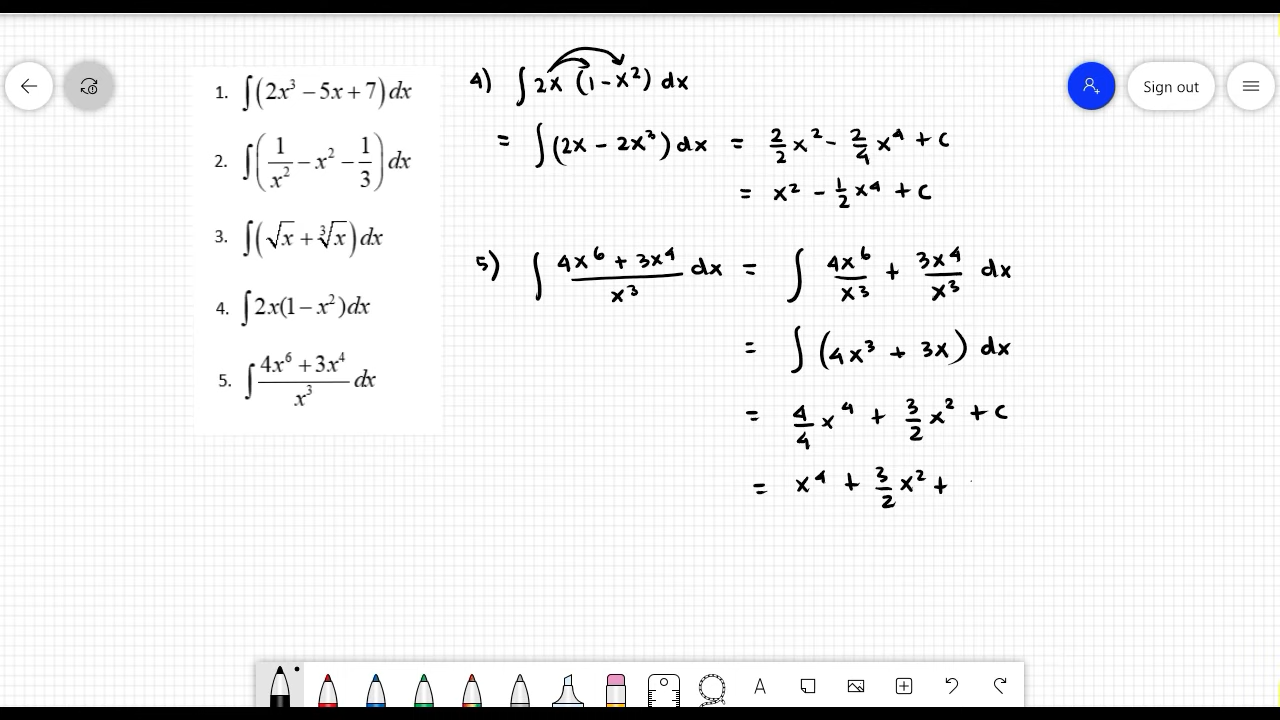 1. ∫(2x³ − 5x + 7)dx
2. ∫(1/x² − x² − 1/3)dx
3. ∫(√x + ∛x)dx
4. ∫2x(1 − x²)dx
5. ∫(4x⁶ + 3x⁴)/x³ dx
4) ∫ 2x (1 − x²) dx
= ∫ (2x − 2x³) dx = 2/2 x² − 2/4 x⁴ + c
= x² − 1/2 x⁴ + c
5) ∫ (4x⁶ + 3x⁴)/x³ dx = ∫ 4x⁶/x³ + 3x⁴/x³ dx
= ∫ (4x³ + 3x) dx
= 4/4 x⁴ + 3/2 x² + c
= x⁴ + 3/2 x² +
Sign out
A